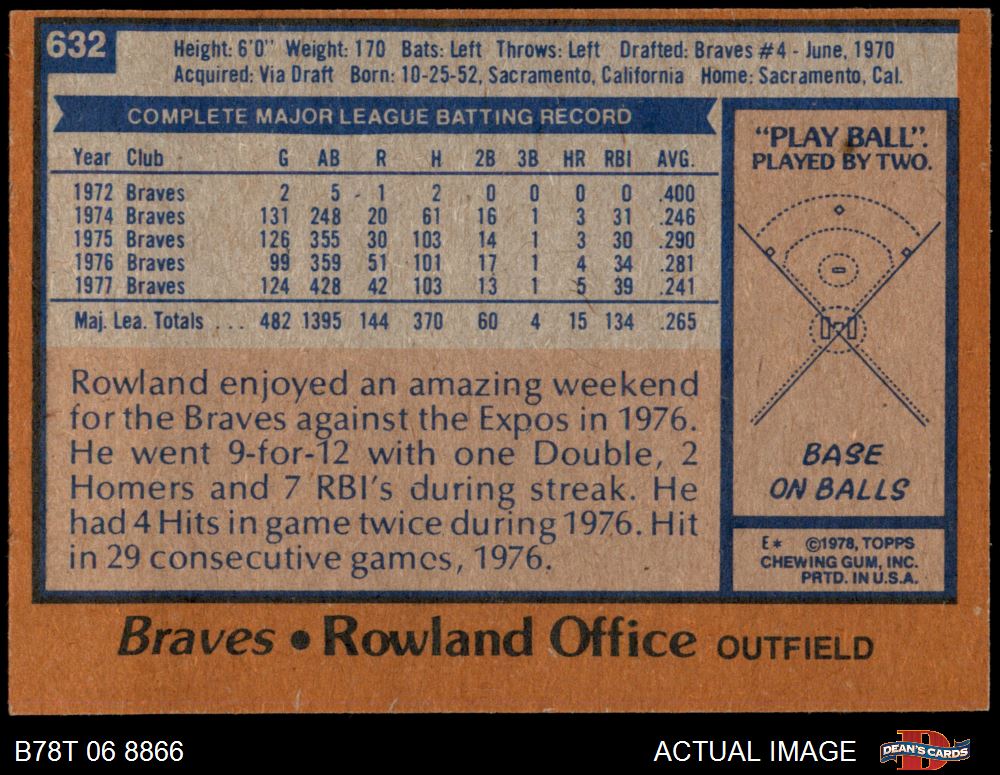 632
Height: 6'0" Weight: 170 Bats: Left Throws: Left Drafted: Braves #4 - June, 1970
Acquired: Via Draft Born: 10-25-52, Sacramento, California Home: Sacramento, Cal.
COMPLETE MAJOR LEAGUE BATTING RECORD
Year Club G AB R H 2B 3B HR RBI AVG.
1972 Braves 2 5 1 2 0 0 0 0 .400
1974 Braves 131 248 20 61 16 1 3 31 .246
1975 Braves 126 355 30 103 14 1 3 30 .290
1976 Braves 99 359 51 101 17 1 4 34 .281
1977 Braves 124 428 42 103 13 1 5 39 .241
Maj. Lea. Totals ... 482 1395 144 370 60 4 15 134 .265
Rowland enjoyed an amazing weekend
for the Braves against the Expos in 1976.
He went 9-for-12 with one Double, 2
Homers and 7 RBI's during streak. He
had 4 Hits in game twice during 1976. Hit
in 29 consecutive games, 1976.
"PLAY BALL".
PLAYED BY TWO.
BASE
ON BALLS
E* ©1978, TOPPS
CHEWING GUM, INC.
PRTD. IN U.S.A.
Braves • Rowland Office OUTFIELD
B78T 06 8866
ACTUAL IMAGE
DEAN'S CARDS